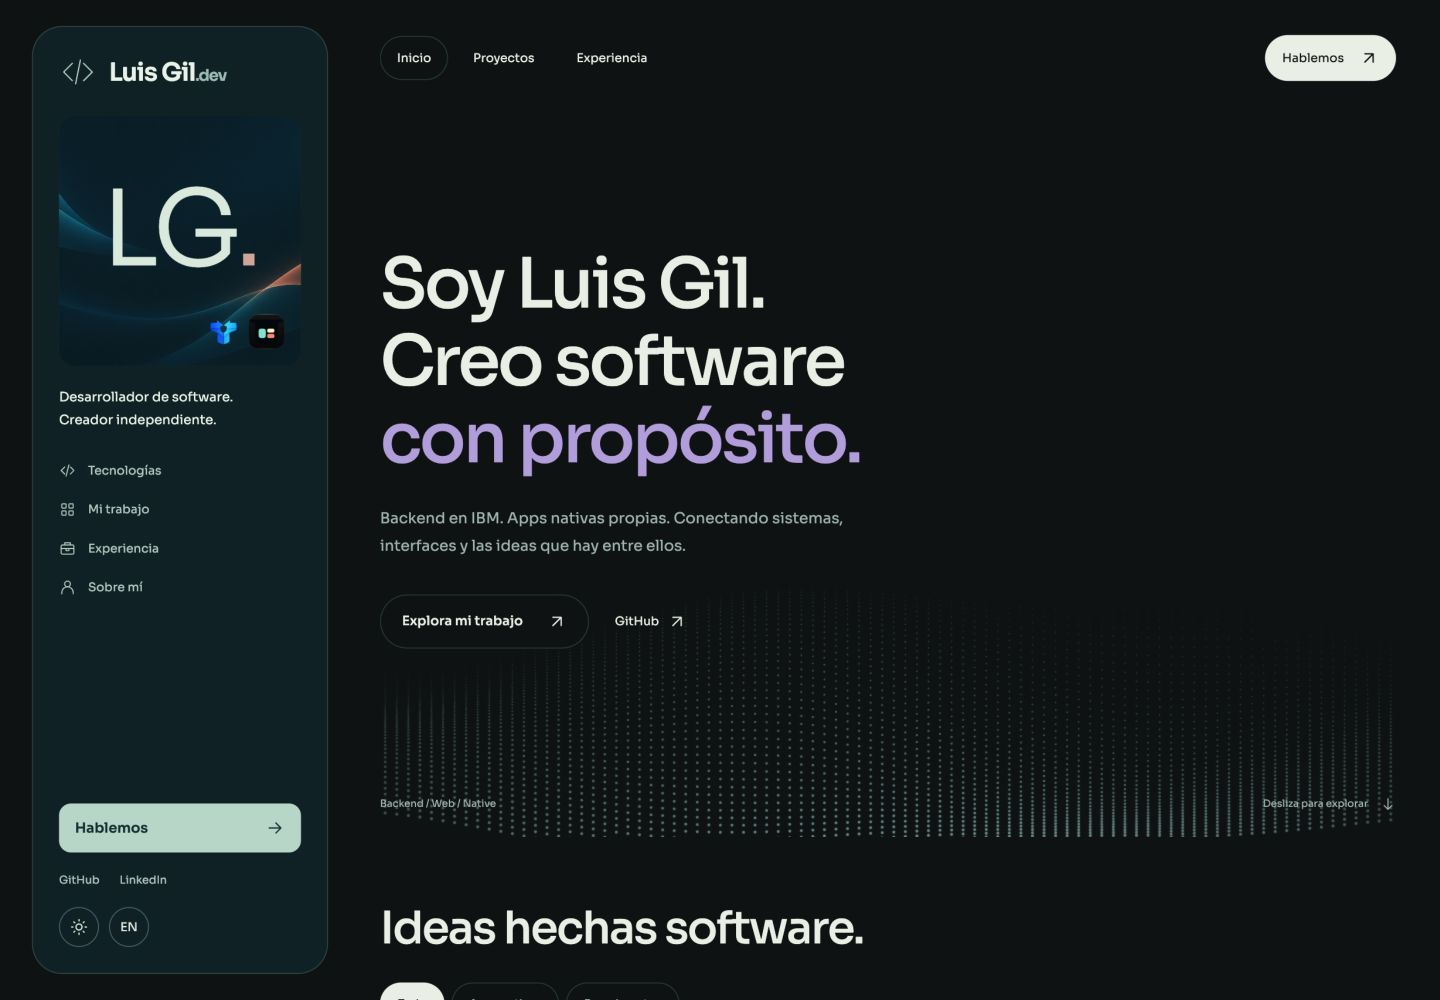 Luis Gil.dev
LG.
Desarrollador de software.
Creador independiente.
Tecnologías
Mi trabajo
Experiencia
Sobre mí
Hablemos
GitHub LinkedIn
EN
Inicio Proyectos Experiencia
Hablemos
Soy Luis Gil.
Creo software
con propósito.
Backend en IBM. Apps nativas propias. Conectando sistemas,
interfaces y las ideas que hay entre ellos.
Explora mi trabajo GitHub
Backend / Web / Native
Desliza para explorar
Ideas hechas software.